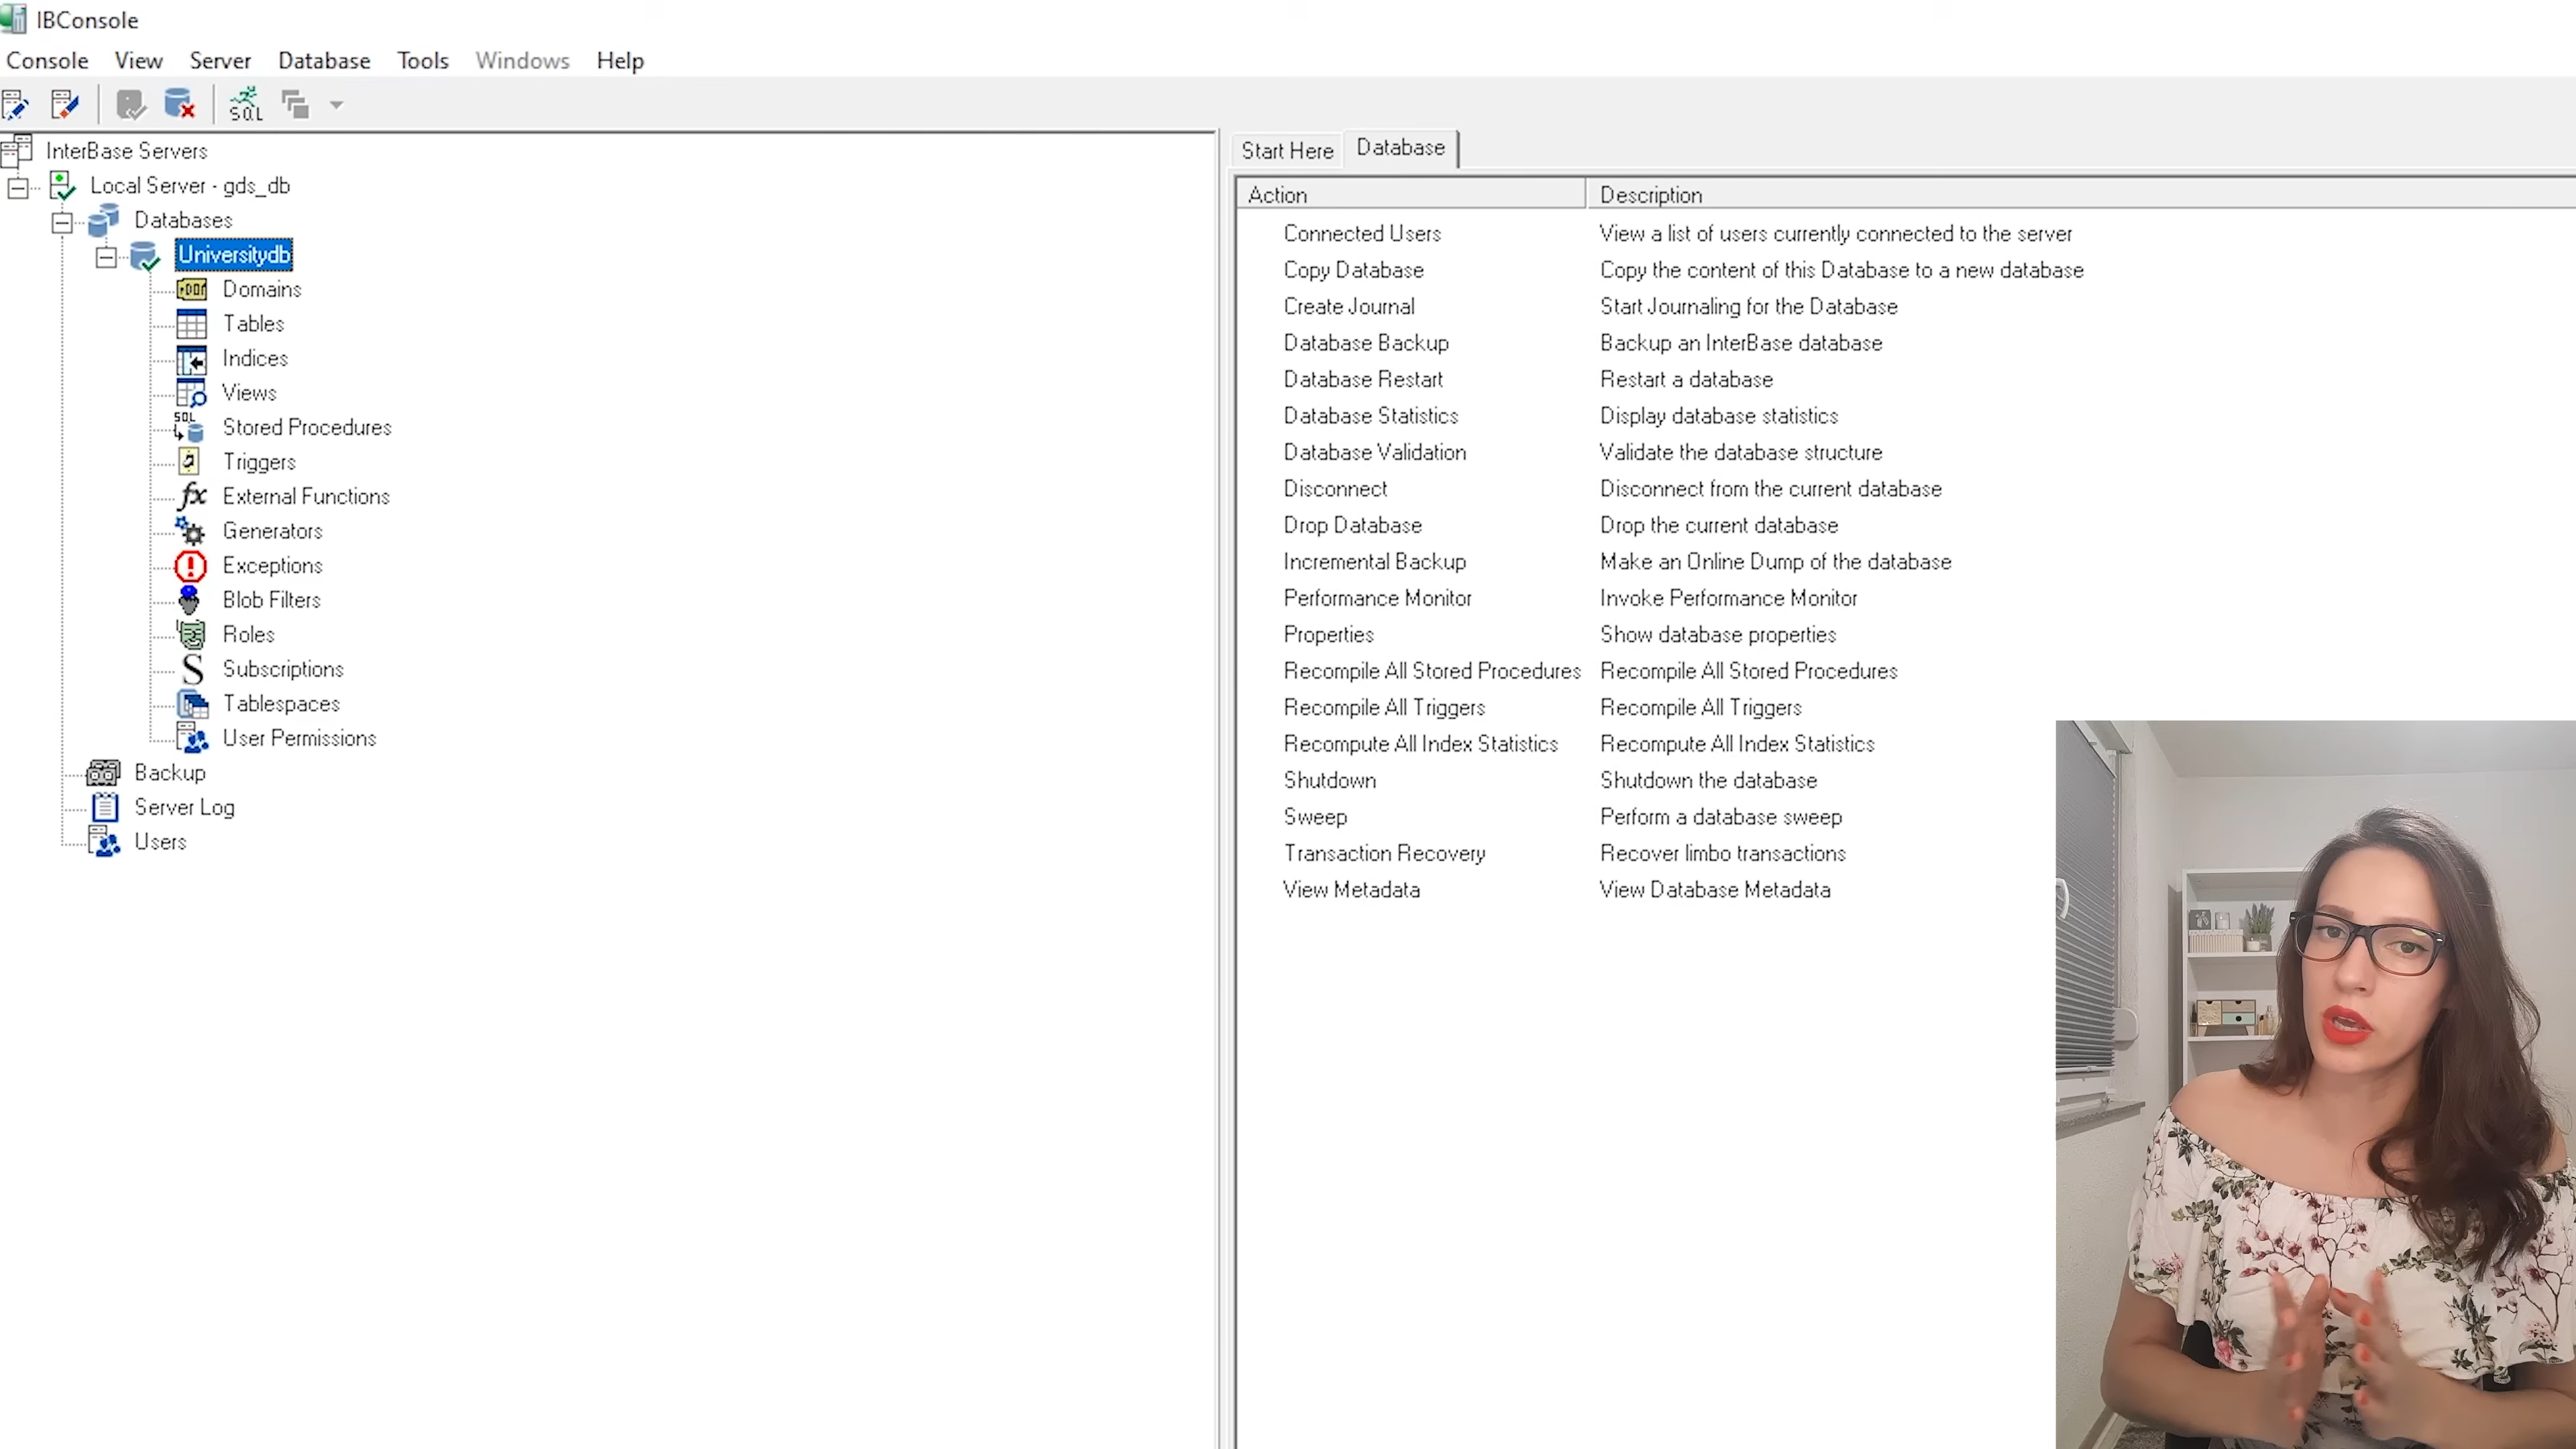 IBConsole
Console View Server Database Tools Windows Help
SQL
InterBase Servers
Local Server - gds_db
Databases
Universitydb
Domains
Tables
Indices
Views
SQL
Stored Procedures
Triggers
fx External Functions
Generators
Exceptions
Blob Filters
Roles
S Subscriptions
Tablespaces
User Permissions
Backup
Server Log
Users
Start Here Database
Action Description
Connected Users View a list of users currently connected to the server
Copy Database Copy the content of this Database to a new database
Create Journal Start Journaling for the Database
Database Backup Backup an InterBase database
Database Restart Restart a database
Database Statistics Display database statistics
Database Validation Validate the database structure
Disconnect Disconnect from the current database
Drop Database Drop the current database
Incremental Backup Make an Online Dump of the database
Performance Monitor Invoke Performance Monitor
Properties Show database properties
Recompile All Stored Procedures Recompile All Stored Procedures
Recompile All Triggers Recompile All Triggers
Recompute All Index Statistics Recompute All Index Statistics
Shutdown Shutdown the database
Sweep Perform a database sweep
Transaction Recovery Recover limbo transactions
View Metadata View Database Metadata